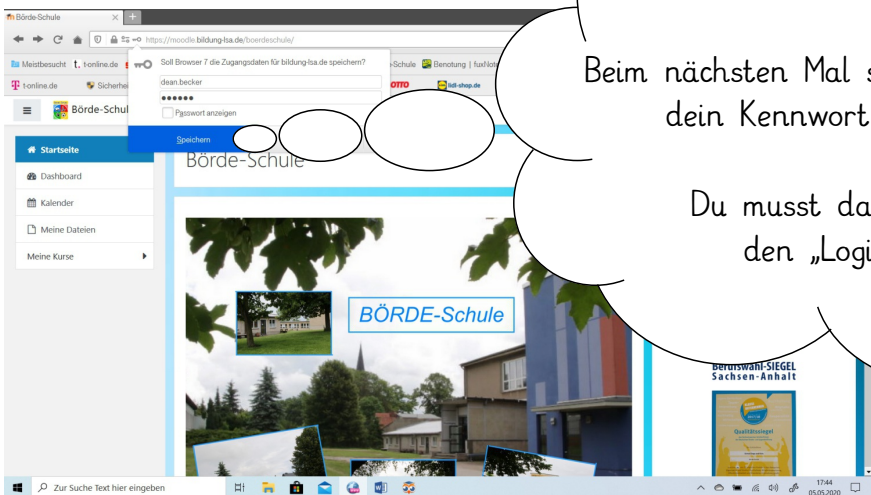 Börde-Schule
https://moodle.bildung-lsa.de/boerdeschule/
Meistbesucht t-online.de
-Schule Benotung | fuxNote
t-online.de
OTTO lidl-shop.de
Soll Browser 7 die Zugangsdaten für bildung-lsa.de speichern?
dean.becker
●●●●●●
Passwort anzeigen
Speichern
Börde-Schul
Startseite
Dashboard
Kalender
Meine Dateien
Meine Kurse
Börde-Schule
BÖRDE-Schule
Beim nächsten Mal s
dein Kennwort
Du musst da
den „Logi
Berufswahl-SIEGEL
Sachsen-Anhalt
Qualitätssiegel
Zur Suche Text hier eingeben
17:44
05.05.2020